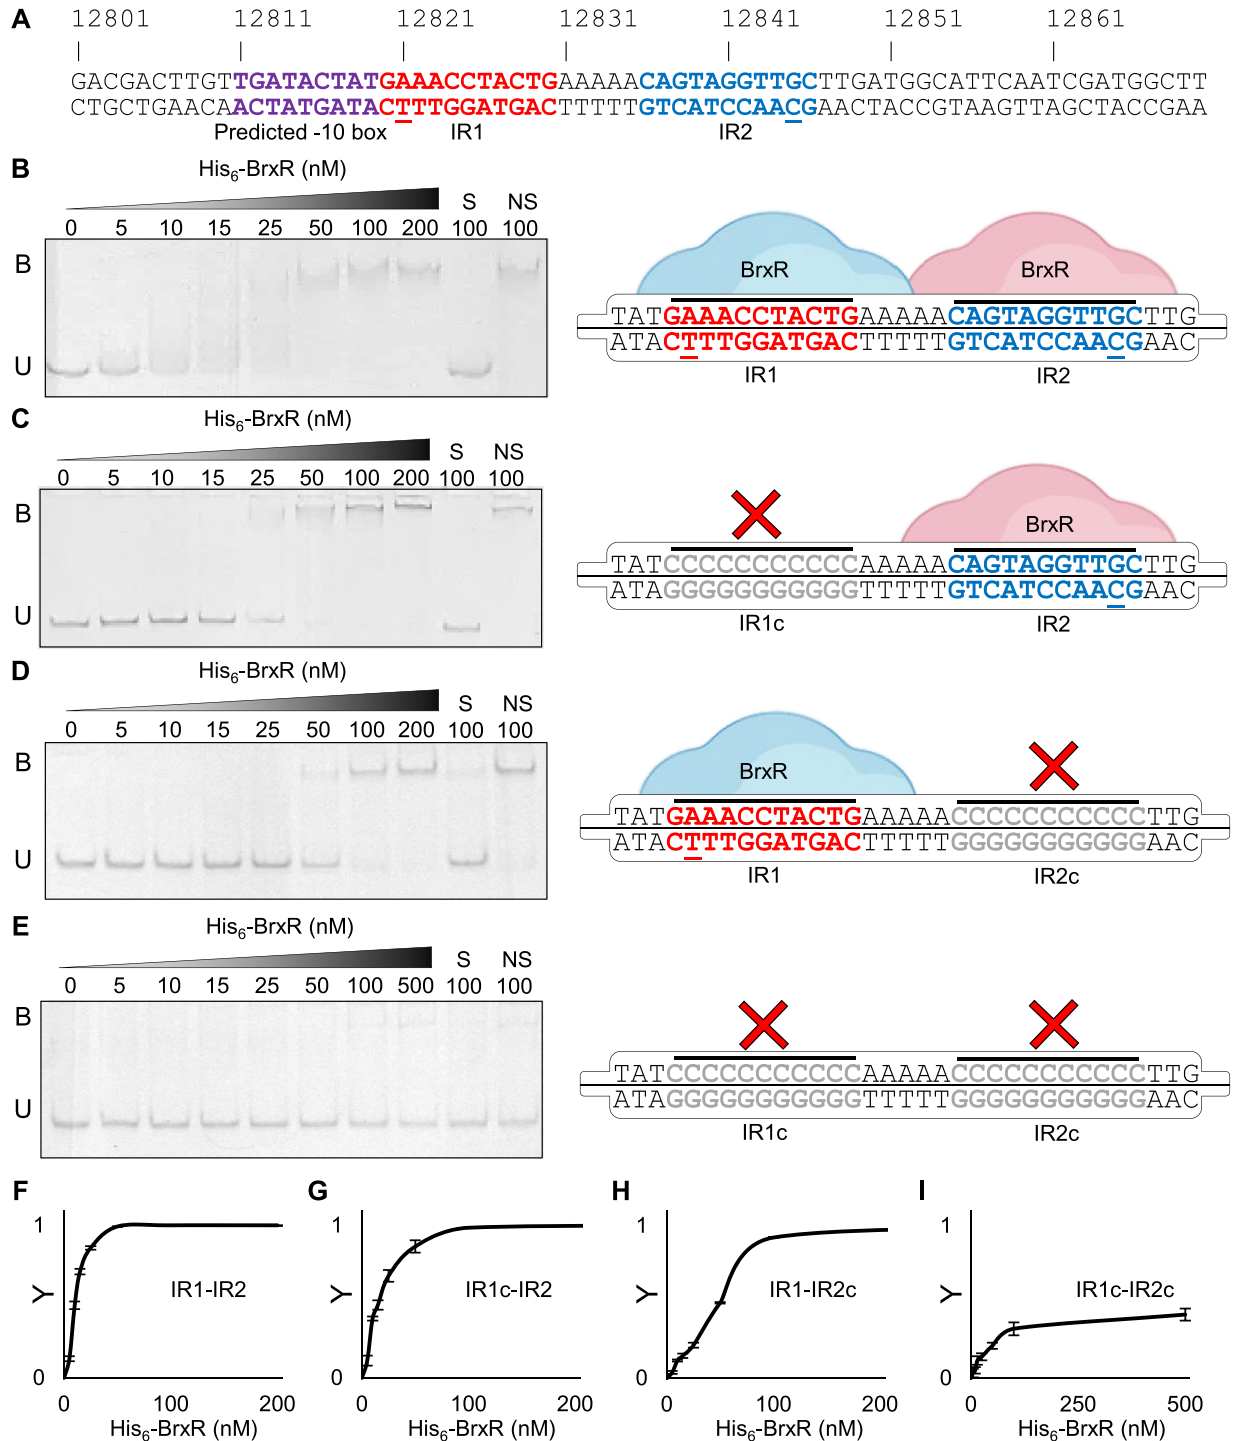 A
12801 12811 12821 12831 12841 12851 12861
GACGACTTGTTGATACTATGAAACCTACTGAAAAACAGTAGGTTGCTTGATGGCATTCAATCGATGGCTT
CTGCTGAACAACTATGATACTTTGGATGACTTTTTGTCATCCAACGAACTACCGTAAGTTAGCTACCGAA
Predicted -10 box IR1 IR2
B
His6-BrxR (nM)
S NS
0 5 10 15 25 50 100 200 100 100
B
U
BrxR BrxR
TATGAAACCTACTGAAAAACAGTAGGTTGCTTG
ATACTTTGGATGACTTTTTGTCATCCAACGAAC
IR1 IR2
C
His6-BrxR (nM)
S NS
0 5 10 15 25 50 100 200 100 100
B
U
BrxR
TATCCCCCCCCCCCAAAAACAGTAGGTTGCTTG
ATAGGGGGGGGGGGTTTTTGTCATCCAACGAAC
IR1c IR2
D
His6-BrxR (nM)
S NS
0 5 10 15 25 50 100 200 100 100
B
U
BrxR
TATGAAACCTACTGAAAAACCCCCCCCCCCTTG
ATACTTTGGATGACTTTTTGGGGGGGGGGGAAC
IR1 IR2c
E
His6-BrxR (nM)
S NS
0 5 10 15 25 50 100 500 100 100
B
U
TATCCCCCCCCCCCAAAAACCCCCCCCCCCTTG
ATAGGGGGGGGGGGTTTTTGGGGGGGGGGGAAC
IR1c IR2c
F
1
Y
IR1-IR2
0
0 100 200
His6-BrxR (nM)
G
1
Y
IR1c-IR2
0
0 100 200
His6-BrxR (nM)
H
1
Y
IR1-IR2c
0
0 100 200
His6-BrxR (nM)
I
1
Y
IR1c-IR2c
0
0 250 500
His6-BrxR (nM)